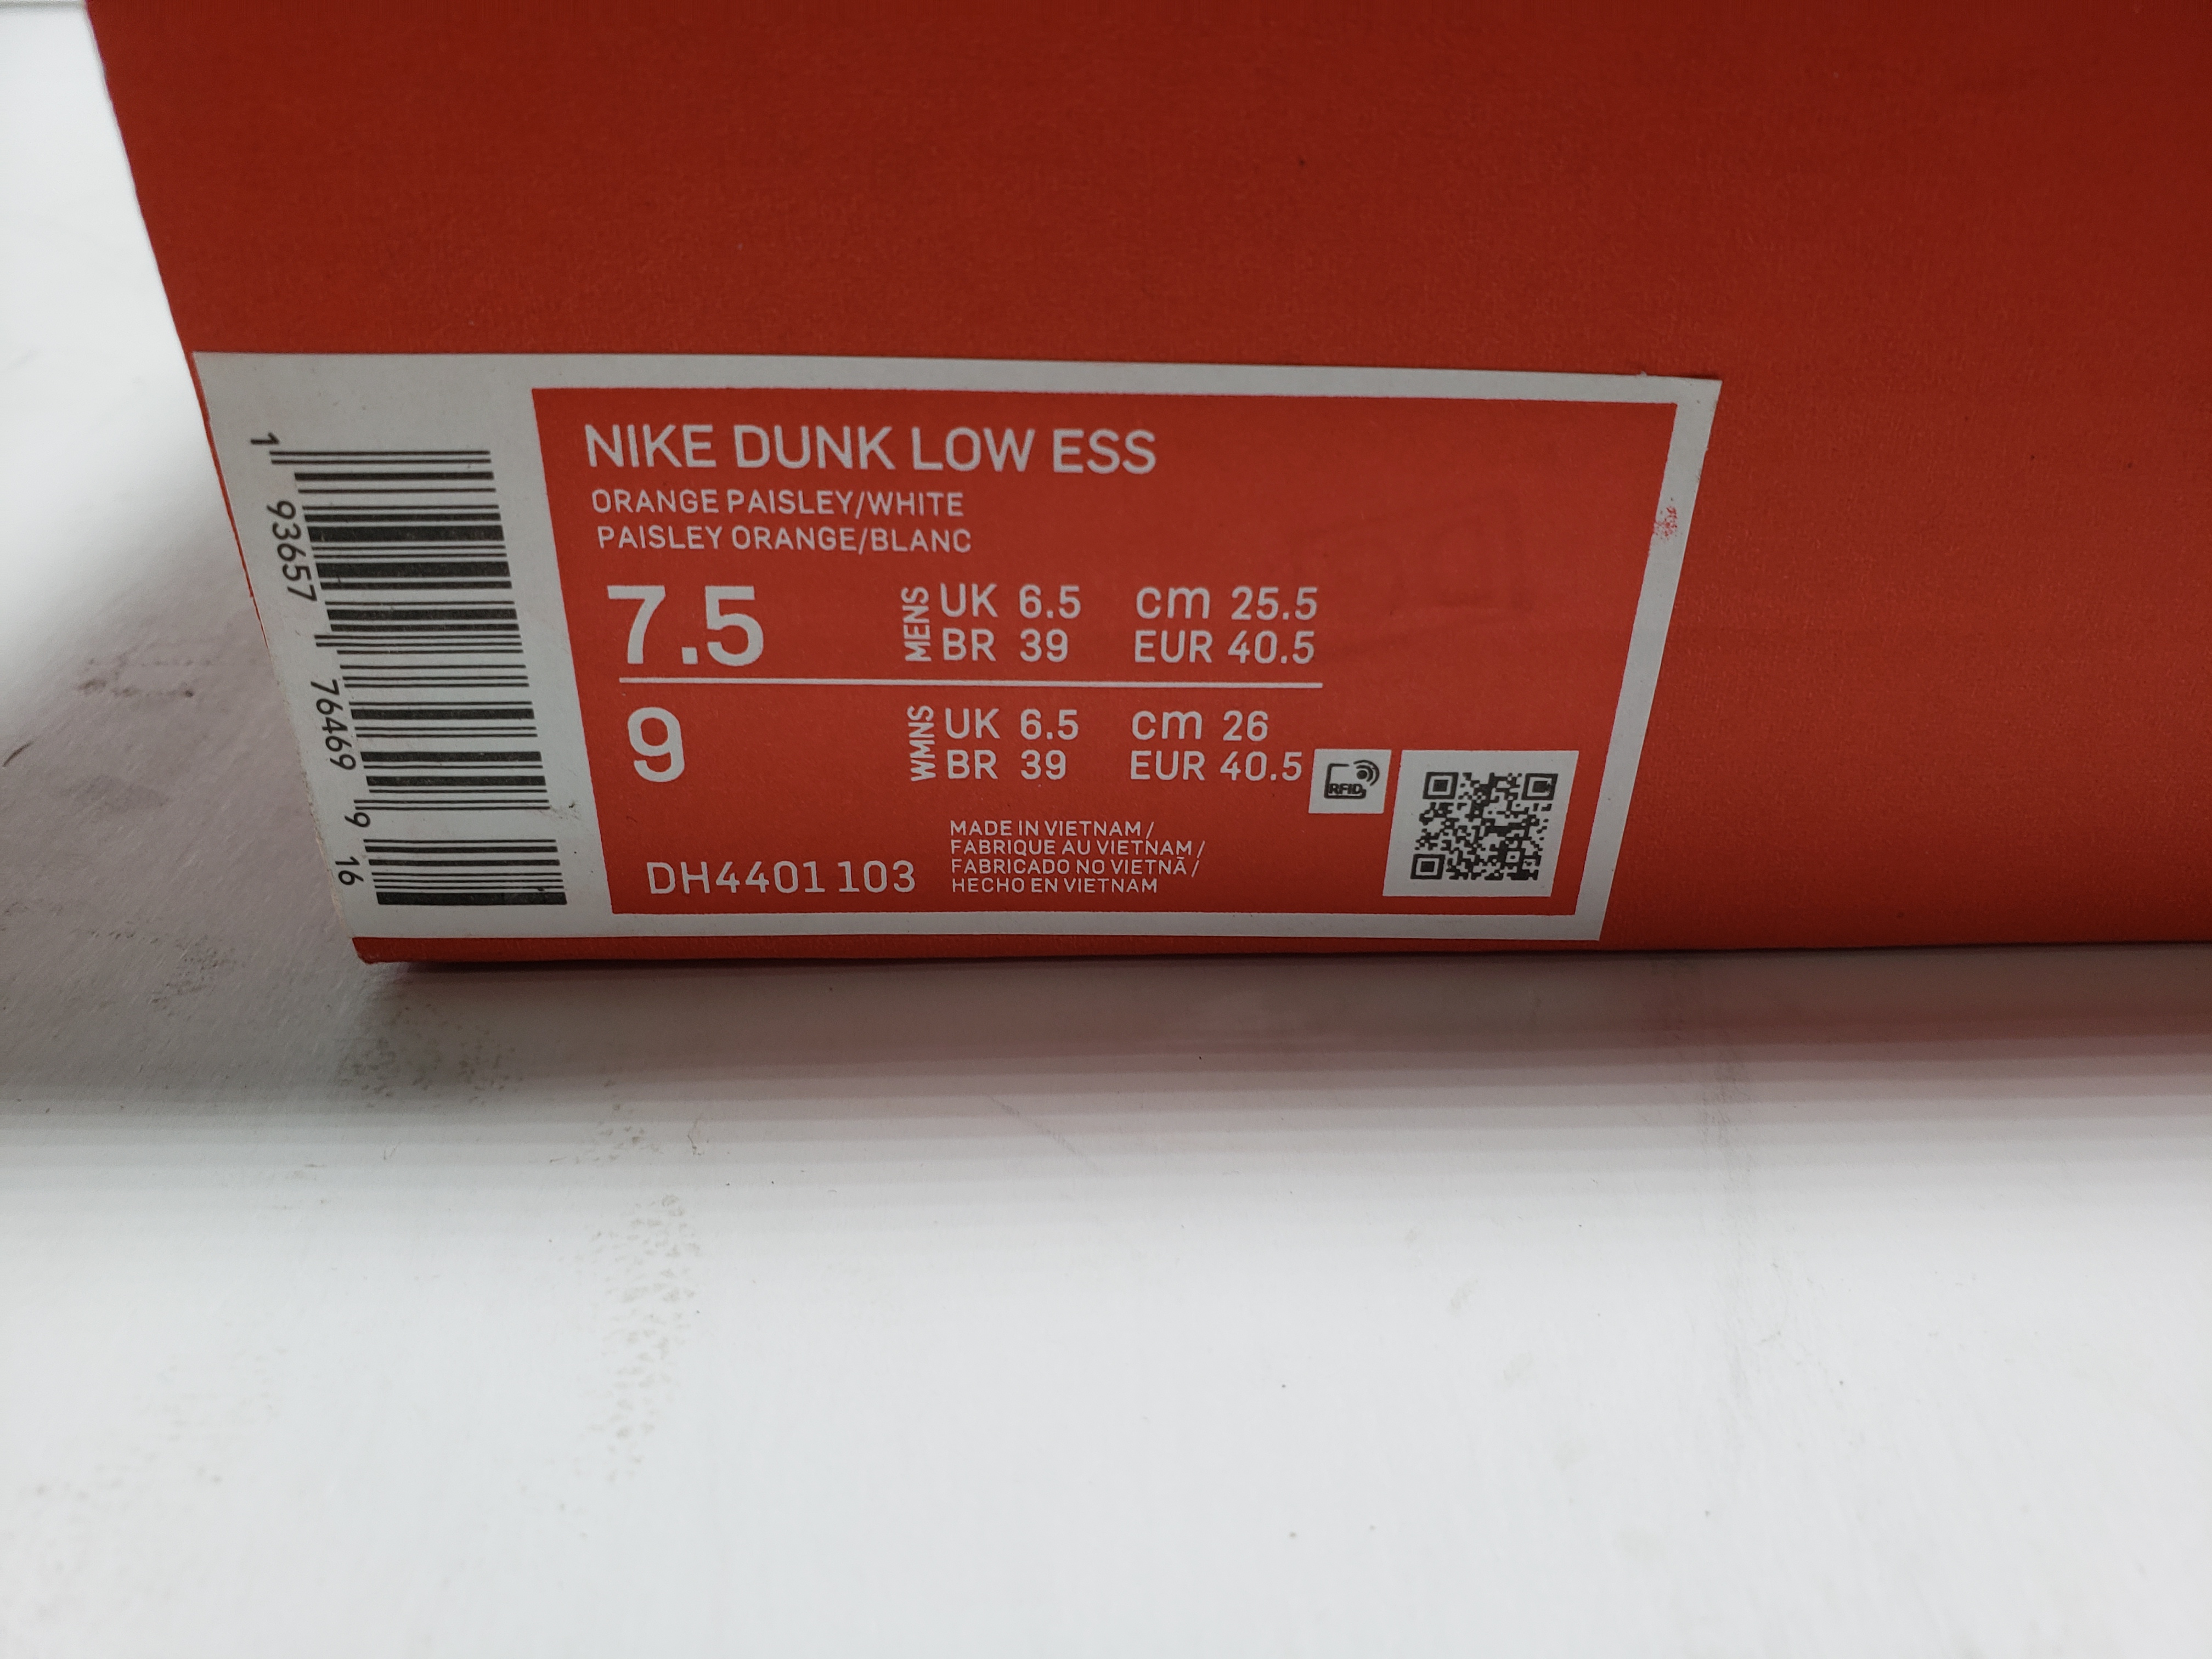 NIKE DUNK LOW ESS
ORANGE PAISLEY/WHITE
PAISLEY ORANGE/BLANC
7.5 MENS UK 6.5 cm 25.5
BR 39 EUR 40.5
9 WMNS UK 6.5 cm 26
BR 39 EUR 40.5
RFID
MADE IN VIETNAM /
FABRIQUE AU VIETNAM /
FABRICADO NO VIETNÃ /
HECHO EN VIETNAM
DH4401 103
1 93657 76469 9 16